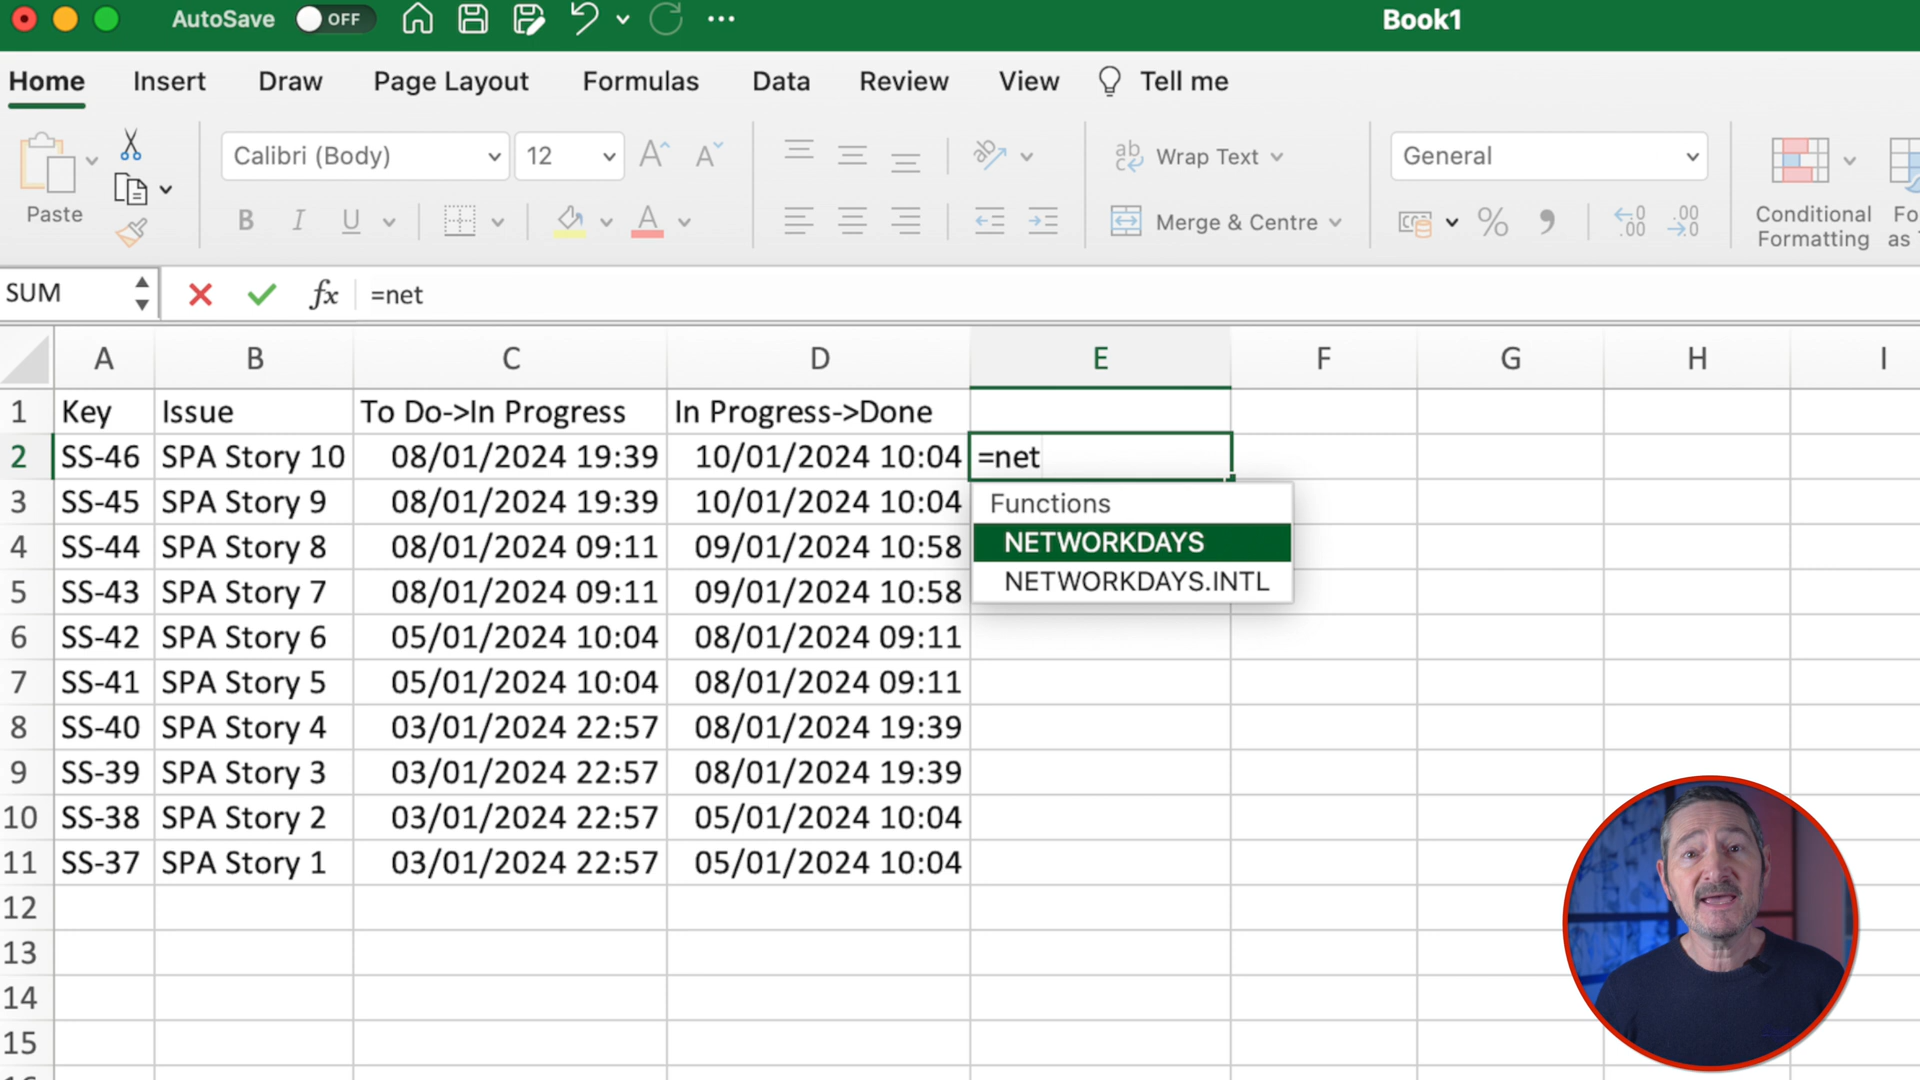 AutoSave OFF Book1
Home Insert Draw Page Layout Formulas Data Review View Tell me
Calibri (Body) 12 Wrap Text General
Paste Merge & Centre Conditional Formatting
SUM fx =net
A B C D E F G H I
1 Key Issue To Do->In Progress In Progress->Done
2 SS-46 SPA Story 10 08/01/2024 19:39 10/01/2024 10:04 =net
3 SS-45 SPA Story 9 08/01/2024 19:39 10/01/2024 10:04
Functions
NETWORKDAYS
NETWORKDAYS.INTL
4 SS-44 SPA Story 8 08/01/2024 09:11 09/01/2024 10:58
5 SS-43 SPA Story 7 08/01/2024 09:11 09/01/2024 10:58
6 SS-42 SPA Story 6 05/01/2024 10:04 08/01/2024 09:11
7 SS-41 SPA Story 5 05/01/2024 10:04 08/01/2024 09:11
8 SS-40 SPA Story 4 03/01/2024 22:57 08/01/2024 19:39
9 SS-39 SPA Story 3 03/01/2024 22:57 08/01/2024 19:39
10 SS-38 SPA Story 2 03/01/2024 22:57 05/01/2024 10:04
11 SS-37 SPA Story 1 03/01/2024 22:57 05/01/2024 10:04
12
13
14
15